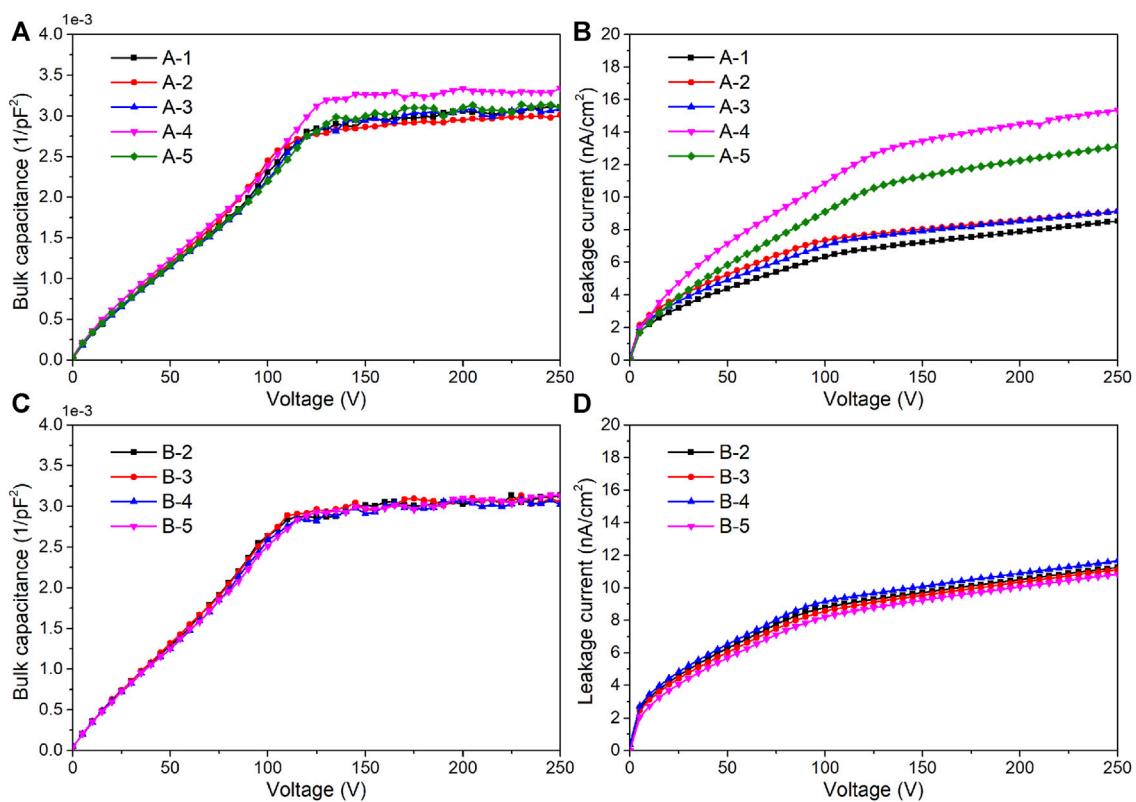 A
1e-3
4.0
3.5
3.0
2.5
2.0
1.5
1.0
0.5
0.0
Bulk capacitance (1/pF²)
A-1
A-2
A-3
A-4
A-5
0 50 100 150 200 250
Voltage (V)
B
20
18
16
14
12
10
8
6
4
2
0
Leakage current (nA/cm²)
A-1
A-2
A-3
A-4
A-5
0 50 100 150 200 250
Voltage (V)
C
1e-3
4.0
3.5
3.0
2.5
2.0
1.5
1.0
0.5
0.0
Bulk capacitance (1/pF²)
B-2
B-3
B-4
B-5
0 50 100 150 200 250
Voltage (V)
D
20
18
16
14
12
10
8
6
4
2
0
Leakage current (nA/cm²)
B-2
B-3
B-4
B-5
0 50 100 150 200 250
Voltage (V)